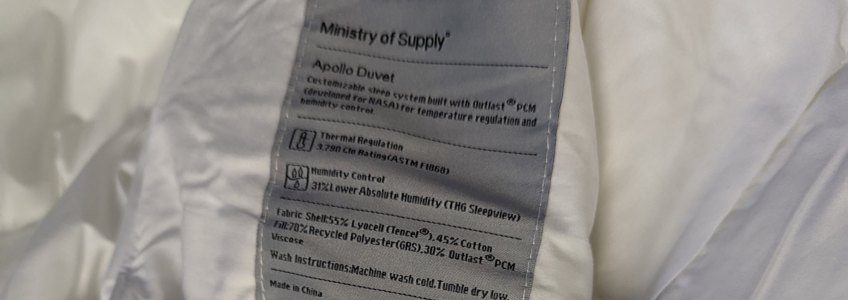 Ministry of Supply®
Apollo Duvet
Customizable sleep system built with Outlast® PCM
(developed for NASA) for temperature regulation and
humidity control
Thermal Regulation
3.790 Clo Rating(ASTM F1868)
Humidity Control
31%Lower Absolute Humidity (THG Sleepview)
Fabric Shell:55% Lyocell (Tencel®),45% Cotton
Fill:70%Recycled Polyester(GRS),30% Outlast®PCM
Viscose
Wash Instructions:Machine wash cold.Tumble dry low.
Made in China